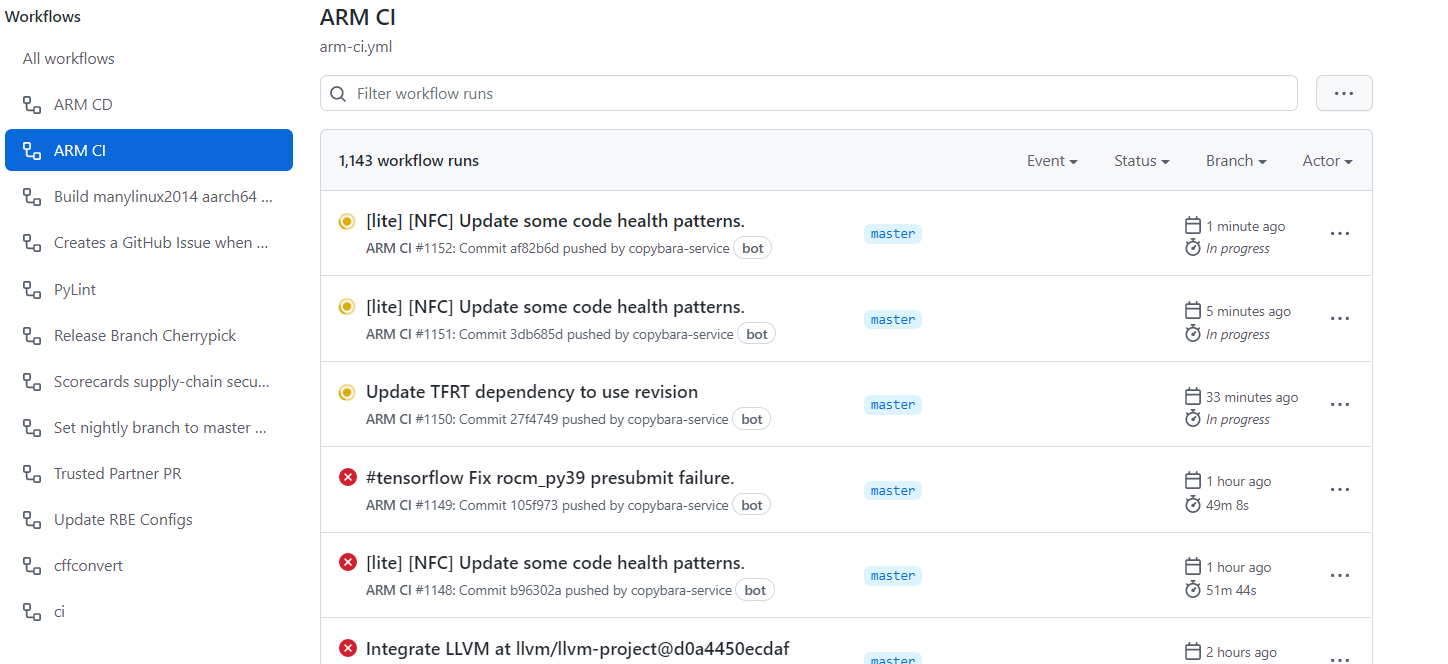 Workflows
All workflows
ARM CD
ARM CI
Build manylinux2014 aarch64 ...
Creates a GitHub Issue when ...
PyLint
Release Branch Cherrypick
Scorecards supply-chain secu...
Set nightly branch to master ...
Trusted Partner PR
Update RBE Configs
cffconvert
ci
ARM CI
arm-ci.yml
Filter workflow runs
1,143 workflow runs Event Status Branch Actor
[lite] [NFC] Update some code health patterns.
ARM CI #1152: Commit af82b6d pushed by copybara-service bot
master
1 minute ago
In progress
[lite] [NFC] Update some code health patterns.
ARM CI #1151: Commit 3db685d pushed by copybara-service bot
master
5 minutes ago
In progress
Update TFRT dependency to use revision
ARM CI #1150: Commit 27f4749 pushed by copybara-service bot
master
33 minutes ago
In progress
#tensorflow Fix rocm_py39 presubmit failure.
ARM CI #1149: Commit 105f973 pushed by copybara-service bot
master
1 hour ago
49m 8s
[lite] [NFC] Update some code health patterns.
ARM CI #1148: Commit b96302a pushed by copybara-service bot
master
1 hour ago
51m 44s
Integrate LLVM at llvm/llvm-project@d0a4450ecdaf
master
2 hours ago